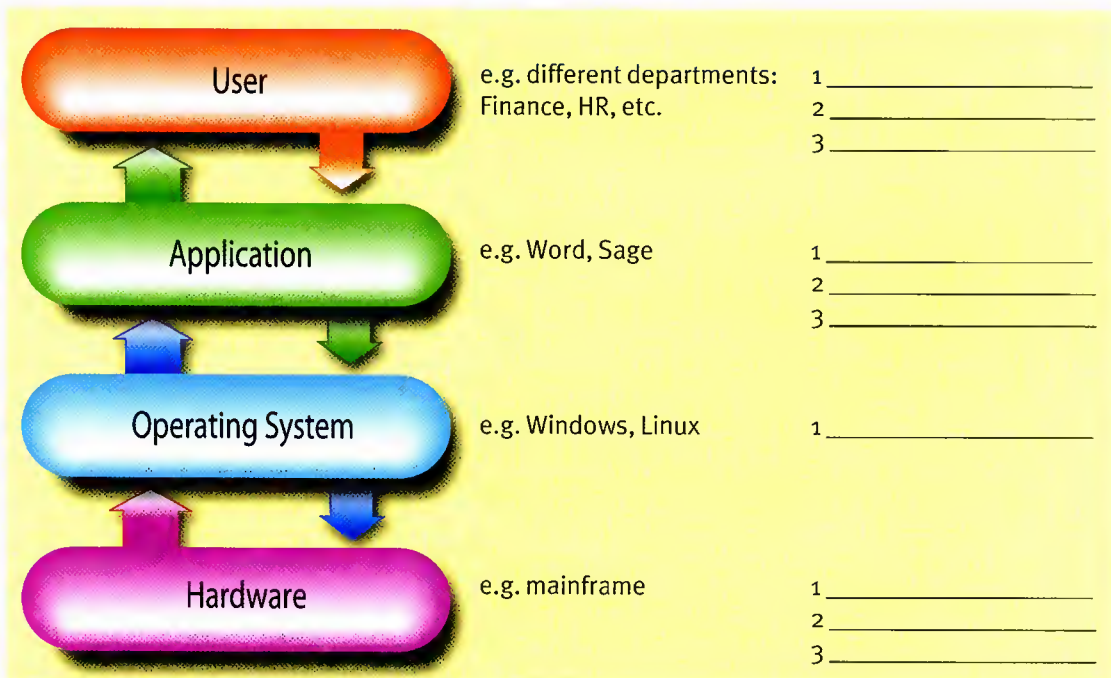 User
e.g. different departments:
Finance, HR, etc.
1
2
3
Application
e.g. Word, Sage
1
2
3
Operating System
e.g. Windows, Linux
1
Hardware
e.g. mainframe
1
2
3